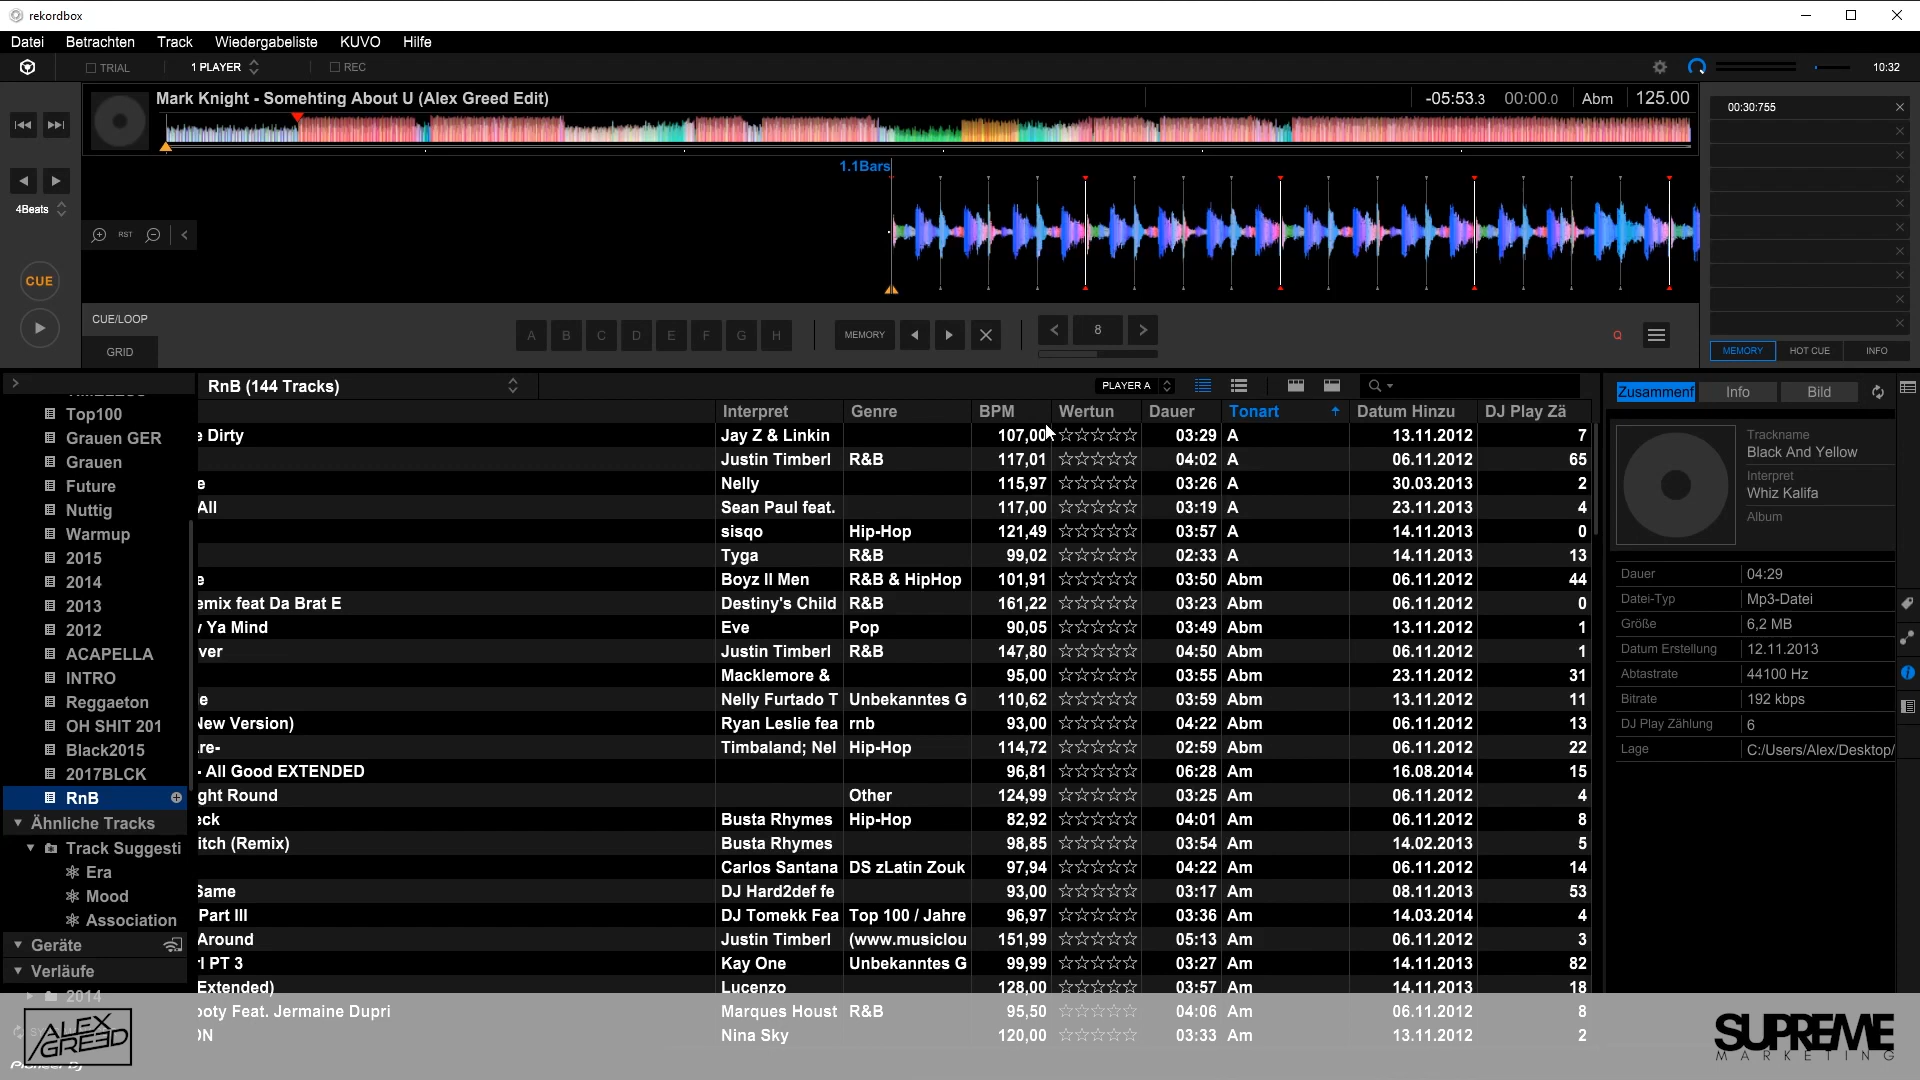 rekordbox
Datei Betrachten Track Wiedergabeliste KUVO Hilfe
TRIAL 1 PLAYER REC 10:32
Mark Knight - Somehting About U (Alex Greed Edit) -05:53.3 00:00.0 Abm 125.00
00:30:755
1.1Bars
4Beats
RST
CUE
CUE/LOOP
GRID
A B C D E F G H MEMORY 8 Q
MEMORY HOT CUE INFO
RnB (144 Tracks) PLAYER A
Interpret Genre BPM Wertun Dauer Tonart Datum Hinzu DJ Play Zä
e Dirty Jay Z & Linkin 107,00 03:29 A 13.11.2012 7
Justin Timberl R&B 117,01 04:02 A 06.11.2012 65
e Nelly 115,97 03:26 A 30.03.2013 2
All Sean Paul feat. 117,00 03:19 A 23.11.2013 4
sisqo Hip-Hop 121,49 03:57 A 14.11.2013 0
Tyga R&B 99,02 02:33 A 14.11.2013 13
e Boyz II Men R&B & HipHop 101,91 03:50 Abm 06.11.2012 44
emix feat Da Brat E Destiny's Child R&B 161,22 03:23 Abm 06.11.2012 0
Ya Mind Eve Pop 90,05 03:49 Abm 13.11.2012 1
ver Justin Timberl R&B 147,80 04:50 Abm 06.11.2012 1
Macklemore & 95,00 03:55 Abm 23.11.2012 31
e Nelly Furtado T Unbekanntes G 110,62 03:59 Abm 13.11.2012 11
New Version) Ryan Leslie fea rnb 93,00 04:22 Abm 06.11.2012 13
re- Timbaland; Nel Hip-Hop 114,72 02:59 Abm 06.11.2012 22
- All Good EXTENDED 96,81 06:28 Am 16.08.2014 15
ght Round Other 124,99 03:25 Am 06.11.2012 4
eck Busta Rhymes Hip-Hop 82,92 04:01 Am 06.11.2012 8
itch (Remix) Busta Rhymes 98,85 03:54 Am 14.02.2013 5
Carlos Santana DS zLatin Zouk 97,94 04:22 Am 06.11.2012 14
Same DJ Hard2def fe 93,00 03:17 Am 08.11.2013 53
Part III DJ Tomekk Fea Top 100 / Jahre 96,97 03:36 Am 14.03.2014 4
Around Justin Timberl (www.musiclou 151,99 05:13 Am 06.11.2012 3
PT 3 Kay One Unbekanntes G 99,99 03:27 Am 14.11.2013 82
Extended) Lucenzo 128,00 03:57 Am 14.11.2013 18
ooty Feat. Jermaine Dupri Marques Houst R&B 95,50 04:06 Am 06.11.2012 8
ON Nina Sky 120,00 03:33 Am 13.11.2012 2
Top100
Grauen GER
Grauen
Future
Nuttig
Warmup
2015
2014
2013
2012
ACAPELLA
INTRO
Reggaeton
OH SHIT 201
Black2015
2017BLCK
RnB
Ähnliche Tracks
Track Suggesti
Era
Mood
Association
Geräte
Verläufe
2014
Zusammenf Info Bild
Trackname
Black And Yellow
Interpret
Whiz Kalifa
Album
Dauer 04:29
Datei-Typ Mp3-Datei
Größe 6,2 MB
Datum Erstellung 12.11.2013
Abtastrate 44100 Hz
Bitrate 192 kbps
DJ Play Zählung 6
Lage C:/Users/Alex/Desktop/
ALEX
GREED
Pioneer Dj
SUPREME
MARKETING